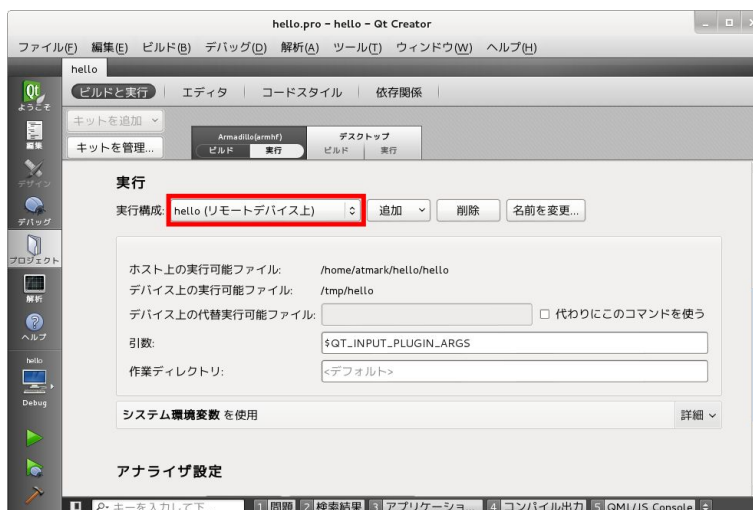 hello.pro - hello - Qt Creator
ファイル(F) 編集(E) ビルド(B) デバッグ(D) 解析(A) ツール(T) ウィンドウ(W) ヘルプ(H)
hello
ようこそ
編集
デザイン
デバッグ
プロジェクト
解析
ヘルプ
hello
Debug
ビルドと実行 エディタ コードスタイル 依存関係
キットを追加
キットを管理...
Armadillo(armhf)
ビルド 実行
デスクトップ
ビルド 実行
実行
実行構成: hello (リモートデバイス上) 追加 削除 名前を変更...
ホスト上の実行可能ファイル: /home/atmark/hello/hello
デバイス上の実行可能ファイル: /tmp/hello
デバイス上の代替実行可能ファイル: 代わりにこのコマンドを使う
引数: $QT_INPUT_PLUGIN_ARGS
作業ディレクトリ: <デフォルト>
システム環境変数 を使用 詳細
アナライザ設定
キーを入力して下 1 問題 2 検索結果 3 アプリケーショ... 4 コンパイル出力 5 QML/JS Console